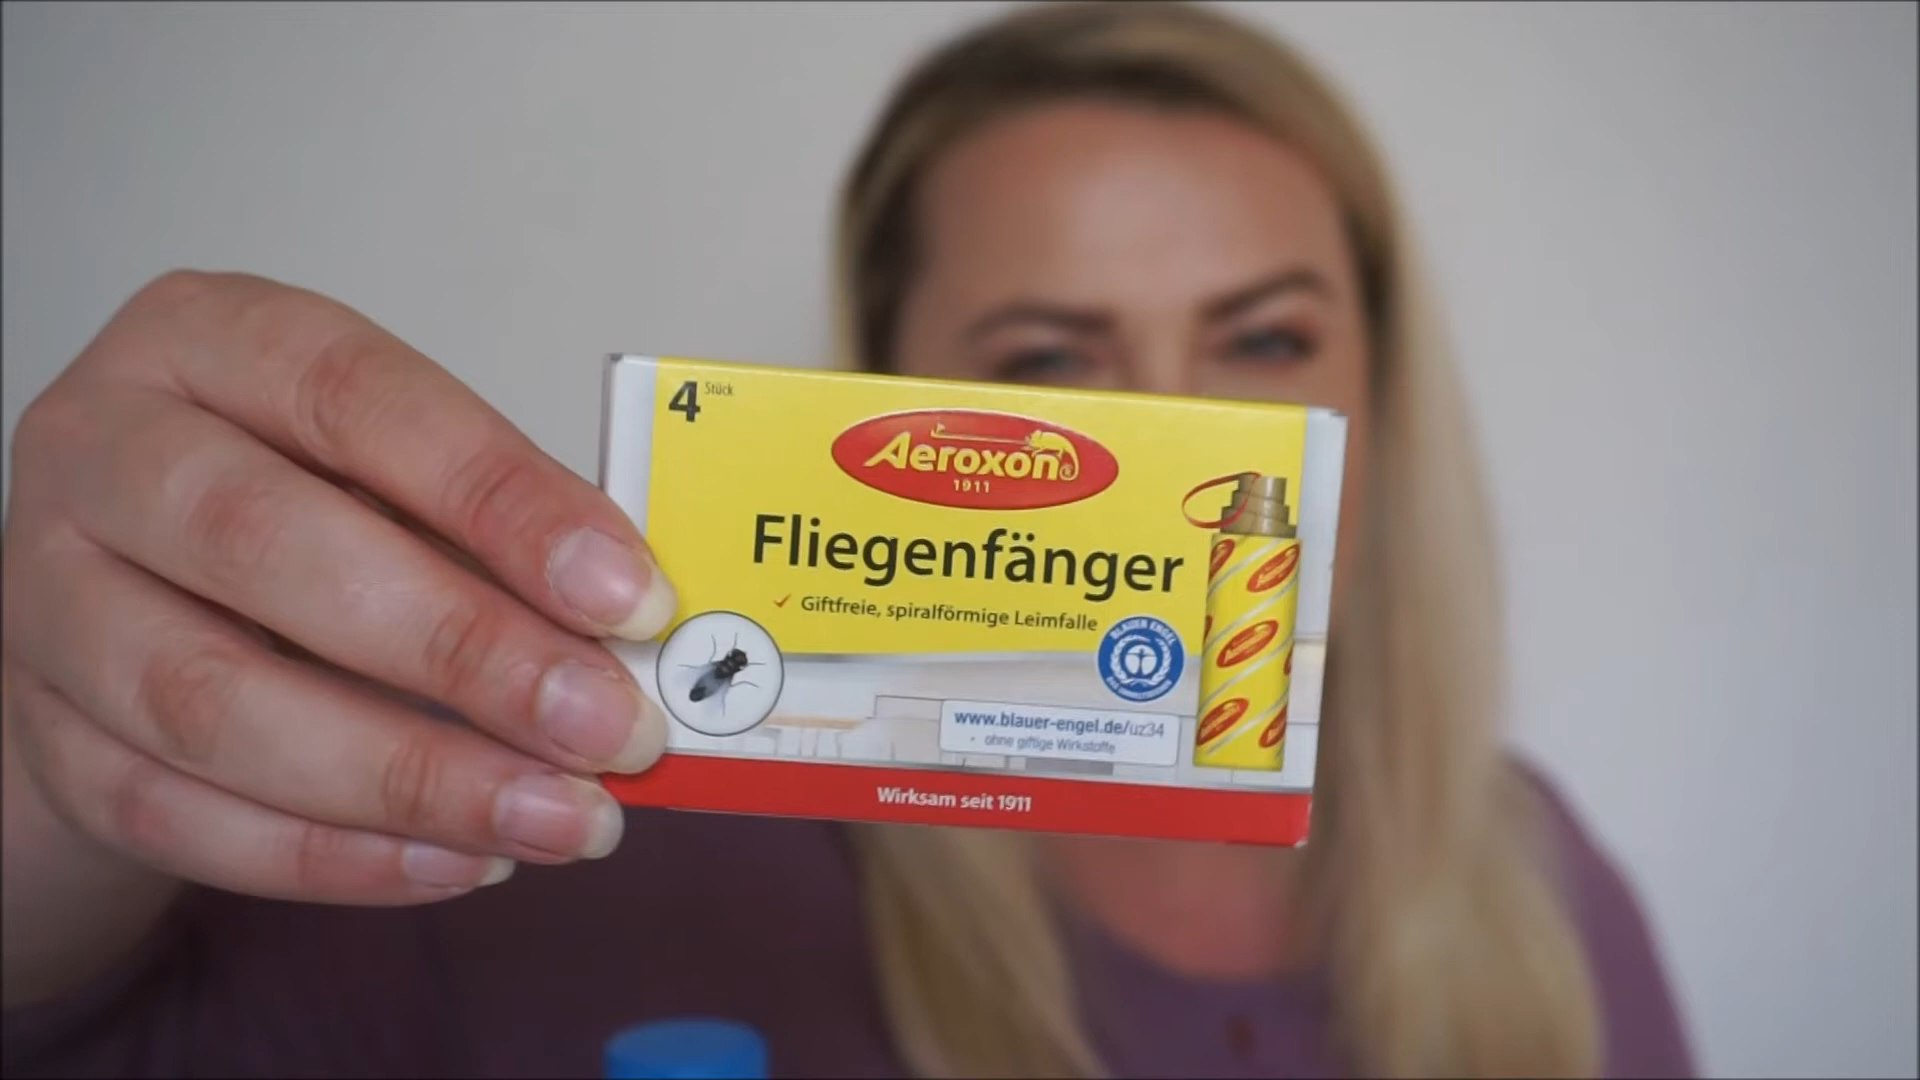 4 Stück
Aeroxon®
1911
Fliegenfänger
✓ Giftfreie, spiralförmige Leimfalle
BLAUER ENGEL
www.blauer-engel.de/uz34
· ohne giftige Wirkstoffe
Wirksam seit 1911